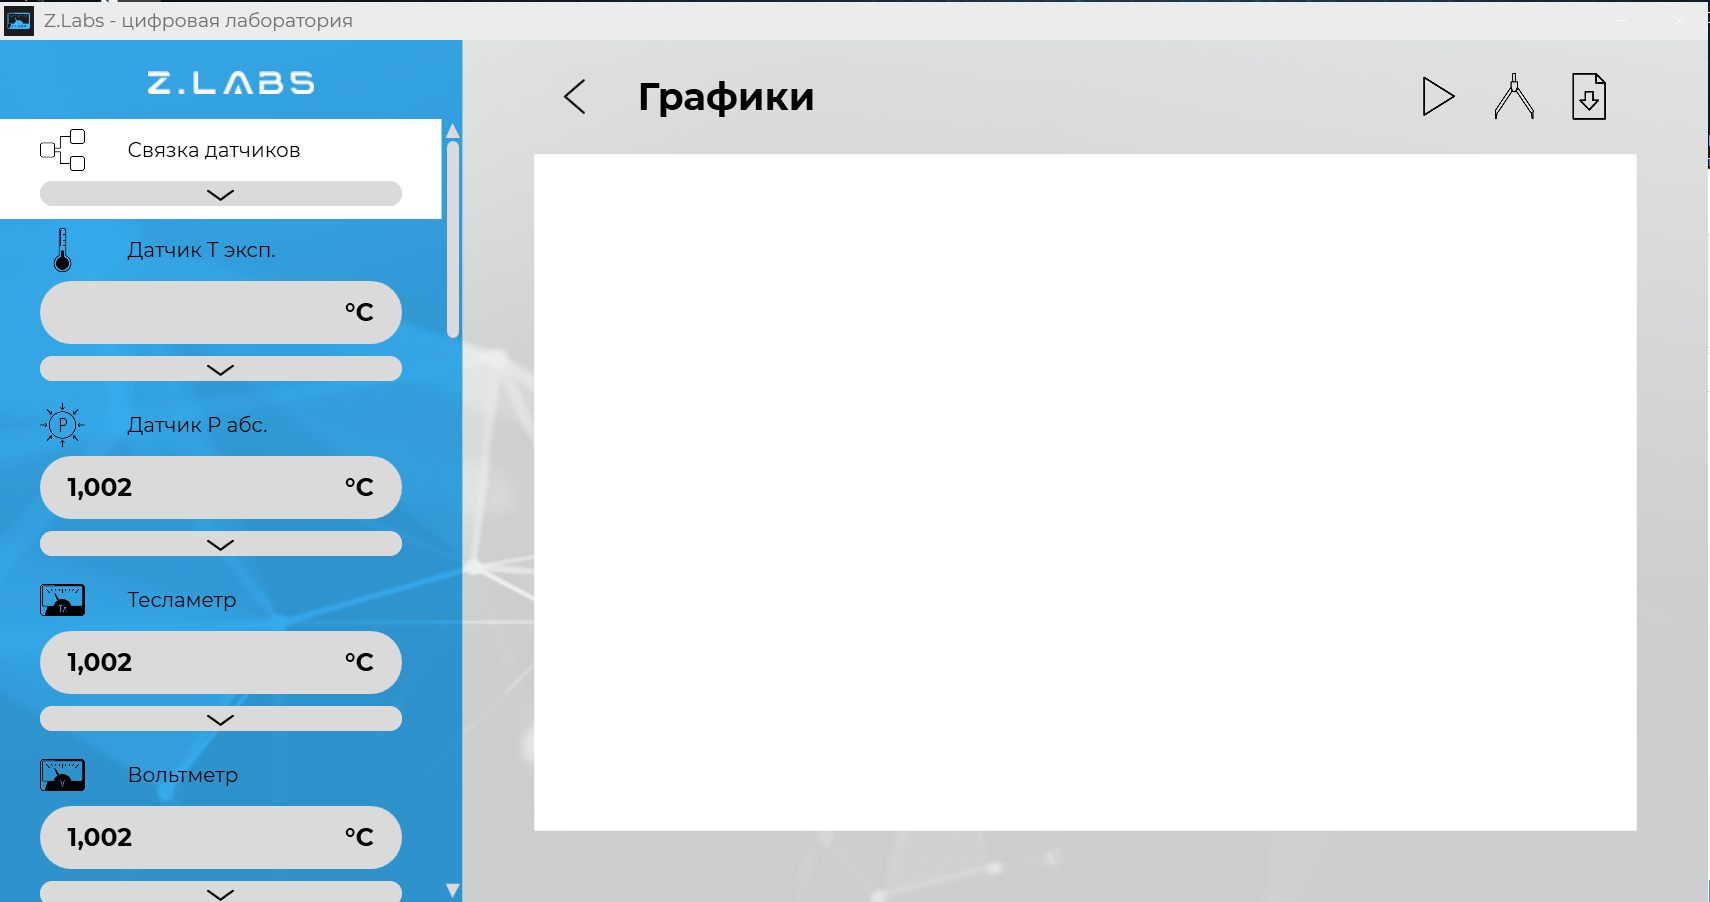 Z.Labs - цифровая лаборатория
Z.LABS
Связка датчиков
Датчик Т эксп.
°C
Датчик Р абс.
P
1,002 °C
Тесламетр
Тл
1,002 °C
Вольтметр
V
1,002 °C
Графики